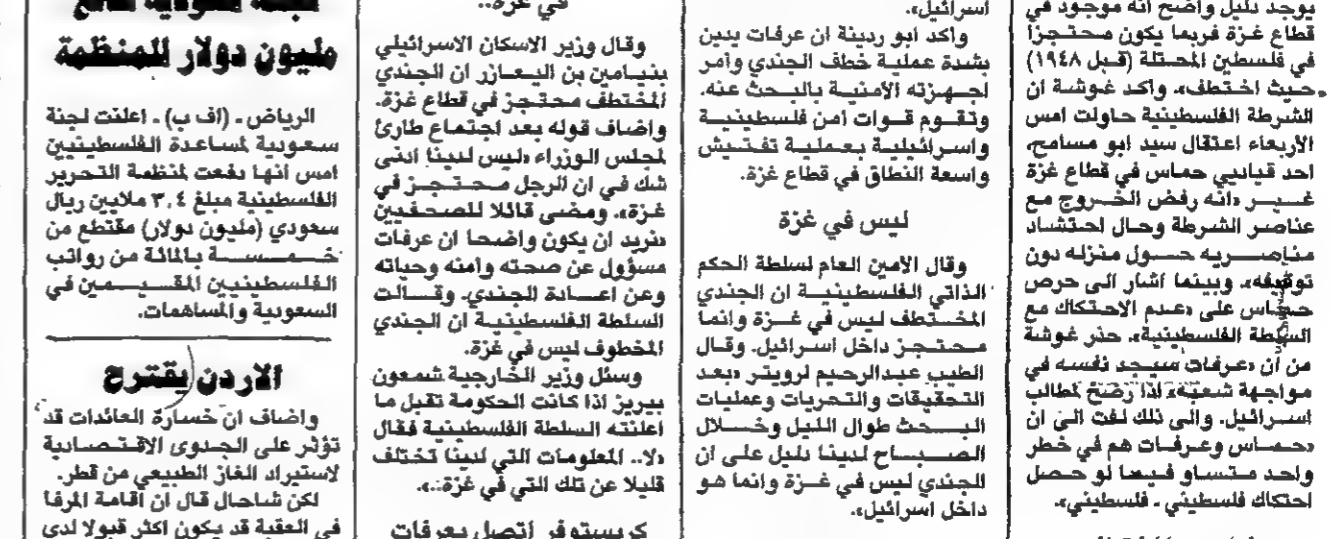 يوجد دليل واضح انه موجود في
قطاع غزة فربما يكون محتجزا
في فلسطين المحتلة (قبل ١٩٤٨)
حيث اختطف». واكد غوشة ان
الشرطة الفلسطينية حاولت امس
الأربعاء اعتقال سيد ابو مسامح،
احد قياديي حماس في قطاع غزة
غير «انه رفض الخروج مع
عناصر الشرطة وحال احتشاد
مناصريه حول منزله دون
توقيفه». وبينما اشار الى حرص
حماس على «عدم الاحتكاك مع
السلطة الفلسطينية»، حذر غوشة
من ان «عرفات سيجد نفسه في
مواجهة شعبه» اذا رضخ لمطالب
اسرائيل. والى ذلك لفت الى ان
«حماس وعرفات هم في خطر
واحد متساو فيما لو حصل
احتكاك فلسطيني ـ فلسطيني».
اسرائيل».
واكد ابو ردينة ان عرفات يدين
بشدة عملية خطف الجندي وامر
اجهزته الأمنية بالبحث عنه.
وتقوم قوات امن فلسطينية
واسرائيلية بعملية تفتيش
واسعة النطاق في قطاع غزة.
ليس في غزة
وقال الأمين العام لسلطة الحكم
الذاتي الفلسطينية ان الجندي
المختطف ليس في غزة وانما
محتجز داخل اسرائيل. وقال
الطيب عبدالرحيم لرويتر «بعد
التحقيقات والتحريات وعمليات
البحث طوال الليل وخلال
الصباح لدينا دليل على ان
الجندي ليس في غزة وانما هو
داخل اسرائيل».
في غزة..
وقال وزير الاسكان الاسرائيلي
بنيامين بن اليعازر ان الجندي
المختطف محتجز في قطاع غزة.
واضاف قوله بعد اجتماع طارئ
لمجلس الوزراء «ليس لدينا ادنى
شك في ان الرجل محتجز في
غزة». ومضى قائلا للصحفيين
«نريد ان يكون واضحا ان عرفات
مسؤول عن صحته وامنه وحياته
وعن اعادة الجندي. وقالت
السلطة الفلسطينية ان الجندي
المخطوف ليس في غزة.
وسئل وزير الخارجية شمعون
بيريز اذا كانت الحكومة تقبل ما
اعلنته السلطة الفلسطينية فقال
«لا.. المعلومات التي لدينا تختلف
قليلا عن تلك التي في غزة..».
كريستوفر اتصل بعرفات
لجنة سعودية تدفع
مليون دولار للمنظمة
الرياض ـ (اف ب) ـ اعلنت لجنة
سعودية لمساعدة الفلسطينيين
امس انها دفعت لمنظمة التحرير
الفلسطينية مبلغ ٣,٤ ملايين ريال
سعودي (مليون دولار) مقتطع من
خمسة بالمائة من رواتب
الفلسطينيين المقيمين في
السعودية والمساهمات.
الاردن يقترح
واضاف ان خسارة العائدات قد
تؤثر على الجدوى الاقتصادية
لاستيراد الغاز الطبيعي من قطر.
لكن شاحال قال ان اقامة المرفا
في العقبة قد يكون اكثر قبولا لدى